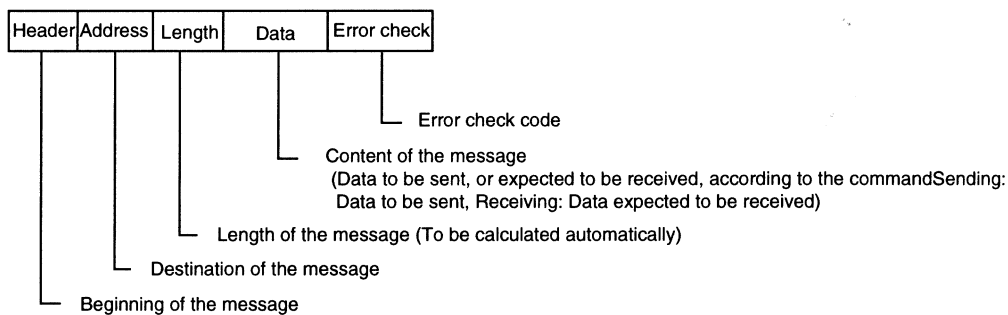 Header Address Length Data Error check
Error check code
Content of the message
(Data to be sent, or expected to be received, according to the commandSending:
Data to be sent, Receiving: Data expected to be received)
Length of the message (To be calculated automatically)
Destination of the message
Beginning of the message